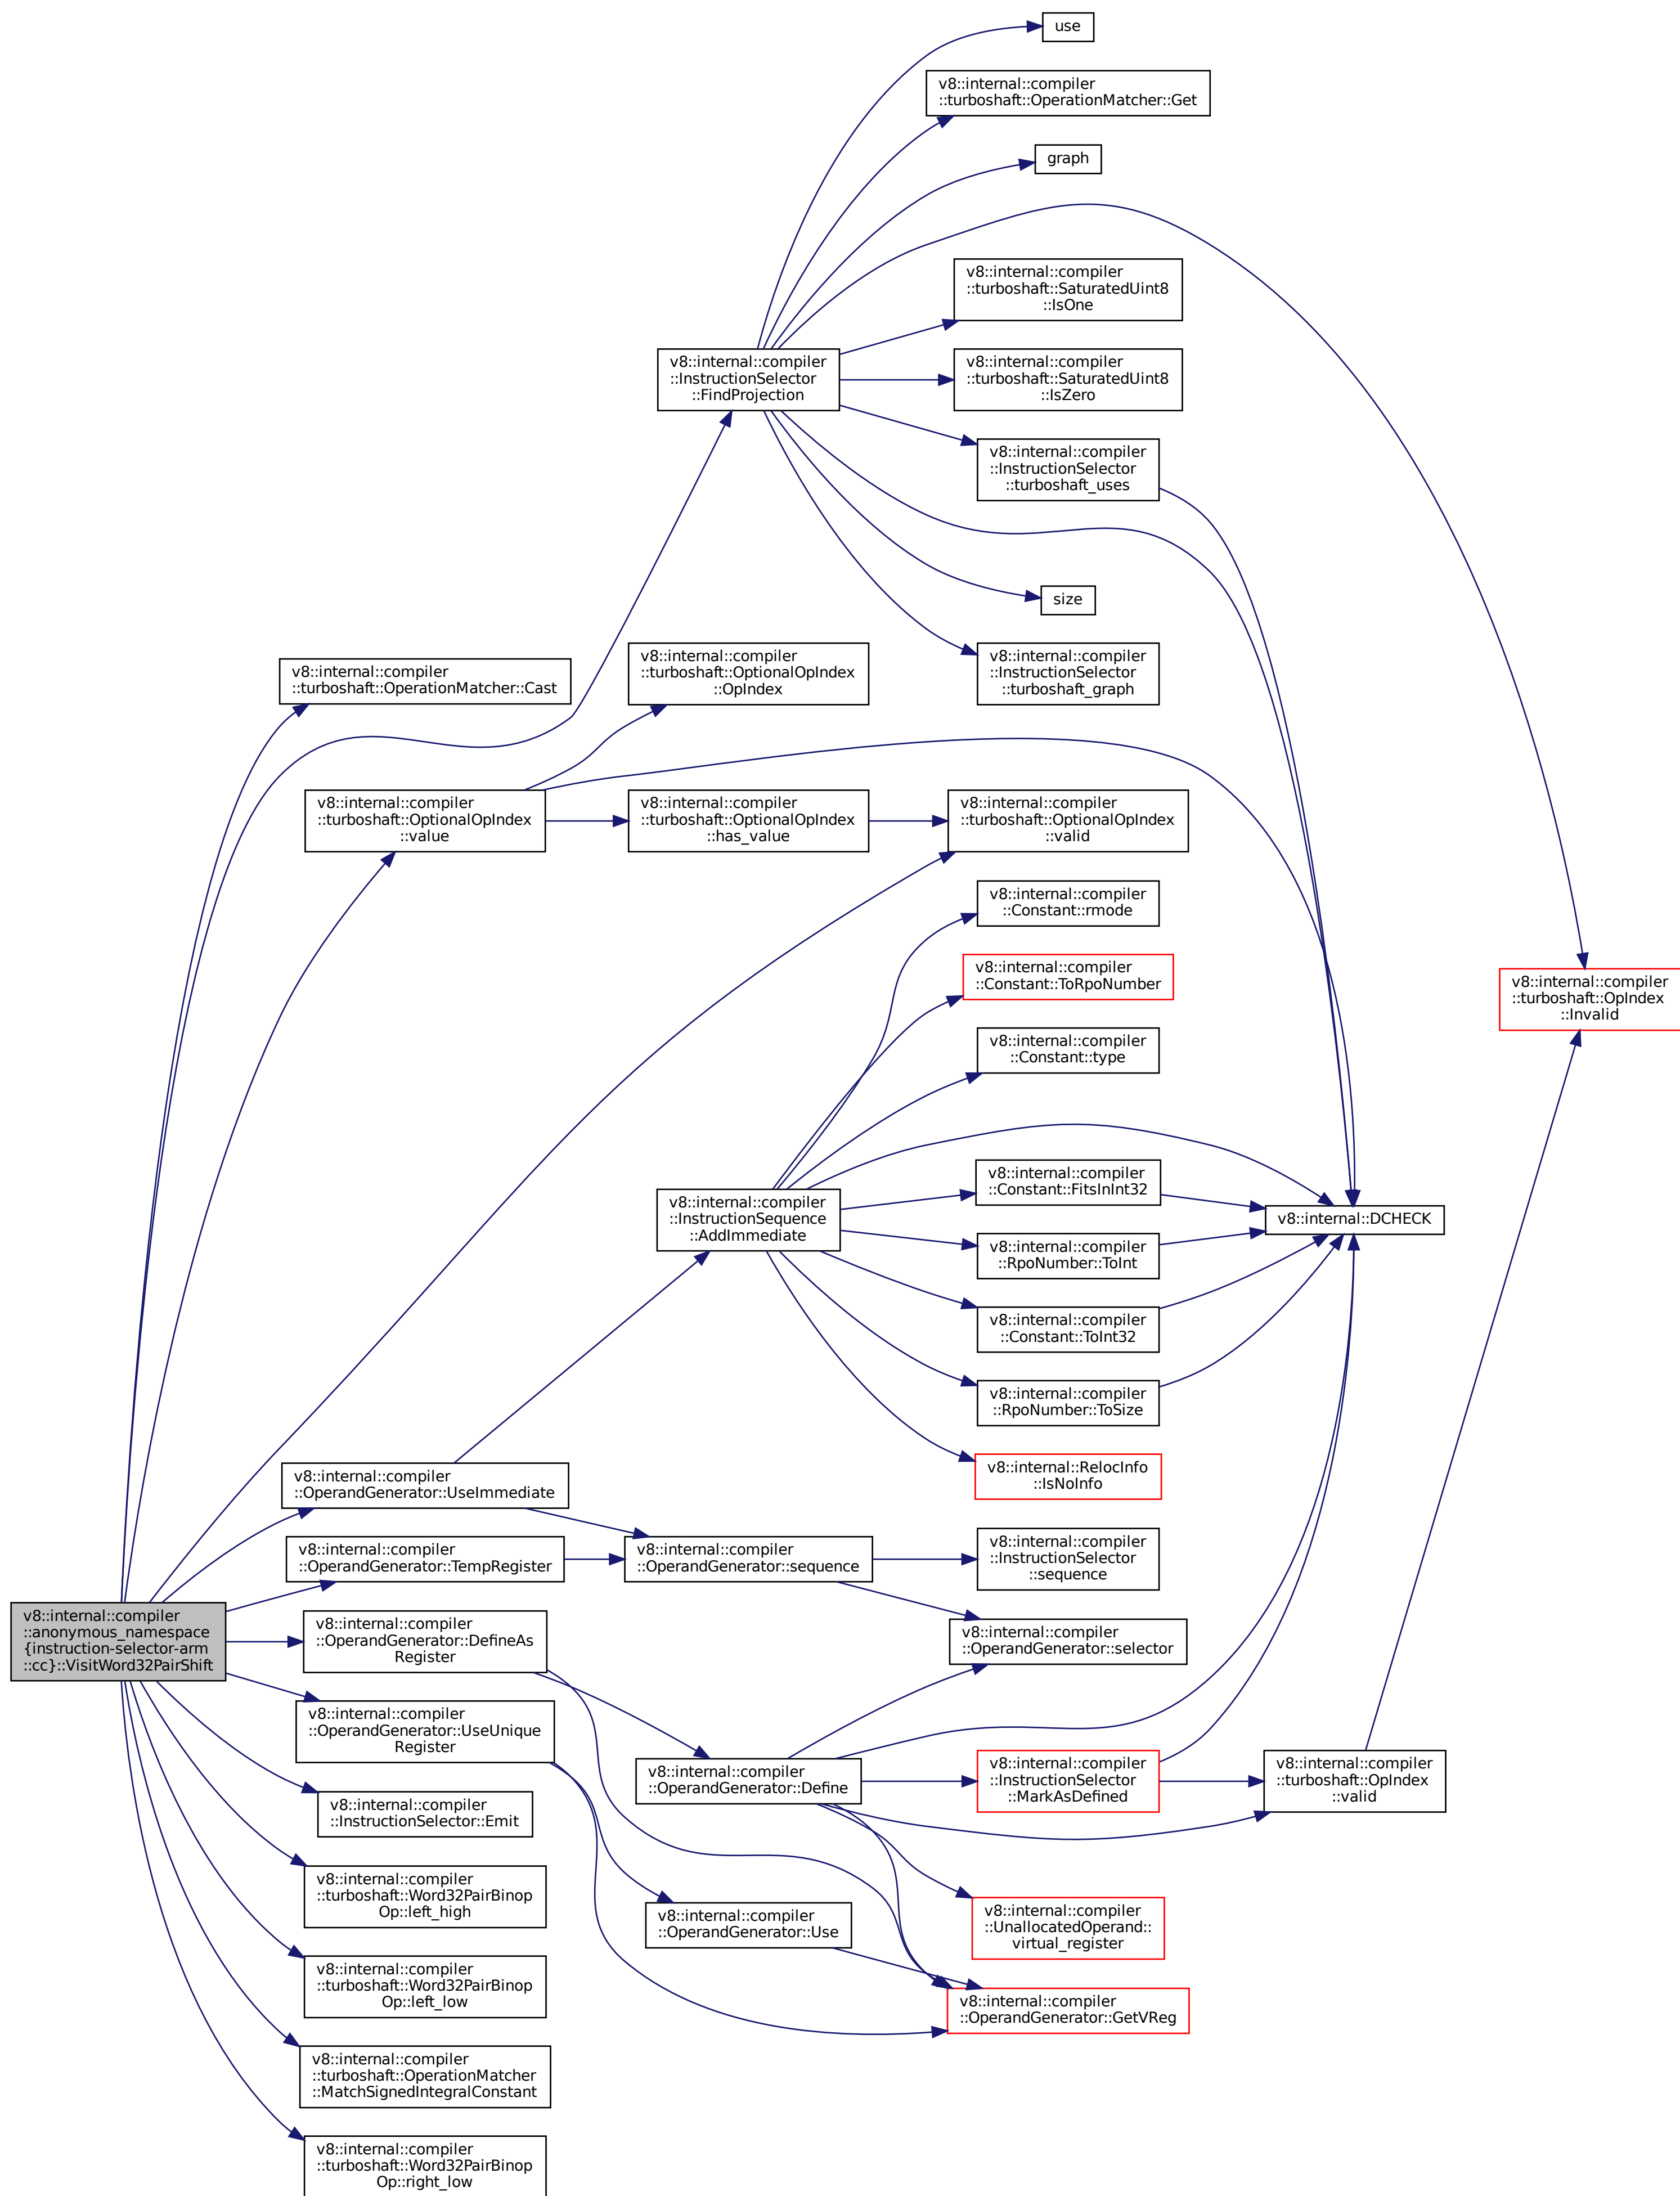 use
v8::internal::compiler
::turboshaft::OperationMatcher::Get
graph
v8::internal::compiler
::turboshaft::SaturatedUint8
::IsOne
v8::internal::compiler
::InstructionSelector
::FindProjection
v8::internal::compiler
::turboshaft::SaturatedUint8
::IsZero
v8::internal::compiler
::InstructionSelector
::turboshaft_uses
size
v8::internal::compiler
::InstructionSelector
::turboshaft_graph
v8::internal::compiler
::turboshaft::OperationMatcher::Cast
v8::internal::compiler
::turboshaft::OptionalOpIndex
::OpIndex
v8::internal::compiler
::turboshaft::OptionalOpIndex
::value
v8::internal::compiler
::turboshaft::OptionalOpIndex
::has_value
v8::internal::compiler
::turboshaft::OptionalOpIndex
::valid
v8::internal::compiler
::Constant::rmode
v8::internal::compiler
::Constant::ToRpoNumber
v8::internal::compiler
::turboshaft::OpIndex
::Invalid
v8::internal::compiler
::Constant::type
v8::internal::compiler
::Constant::FitsInInt32
v8::internal::compiler
::InstructionSequence
::AddImmediate
v8::internal::DCHECK
v8::internal::compiler
::RpoNumber::ToInt
v8::internal::compiler
::Constant::ToInt32
v8::internal::compiler
::RpoNumber::ToSize
v8::internal::RelocInfo
::IsNoInfo
v8::internal::compiler
::OperandGenerator::UseImmediate
v8::internal::compiler
::OperandGenerator::TempRegister
v8::internal::compiler
::OperandGenerator::sequence
v8::internal::compiler
::InstructionSelector
::sequence
v8::internal::compiler
::anonymous_namespace
{instruction-selector-arm
::cc}::VisitWord32PairShift
v8::internal::compiler
::OperandGenerator::DefineAs
Register
v8::internal::compiler
::OperandGenerator::selector
v8::internal::compiler
::OperandGenerator::UseUnique
Register
v8::internal::compiler
::OperandGenerator::Define
v8::internal::compiler
::InstructionSelector
::MarkAsDefined
v8::internal::compiler
::turboshaft::OpIndex
::valid
v8::internal::compiler
::InstructionSelector::Emit
v8::internal::compiler
::turboshaft::Word32PairBinop
Op::left_high
v8::internal::compiler
::OperandGenerator::Use
v8::internal::compiler
::UnallocatedOperand::
virtual_register
v8::internal::compiler
::turboshaft::Word32PairBinop
Op::left_low
v8::internal::compiler
::OperandGenerator::GetVReg
v8::internal::compiler
::turboshaft::OperationMatcher
::MatchSignedIntegralConstant
v8::internal::compiler
::turboshaft::Word32PairBinop
Op::right_low